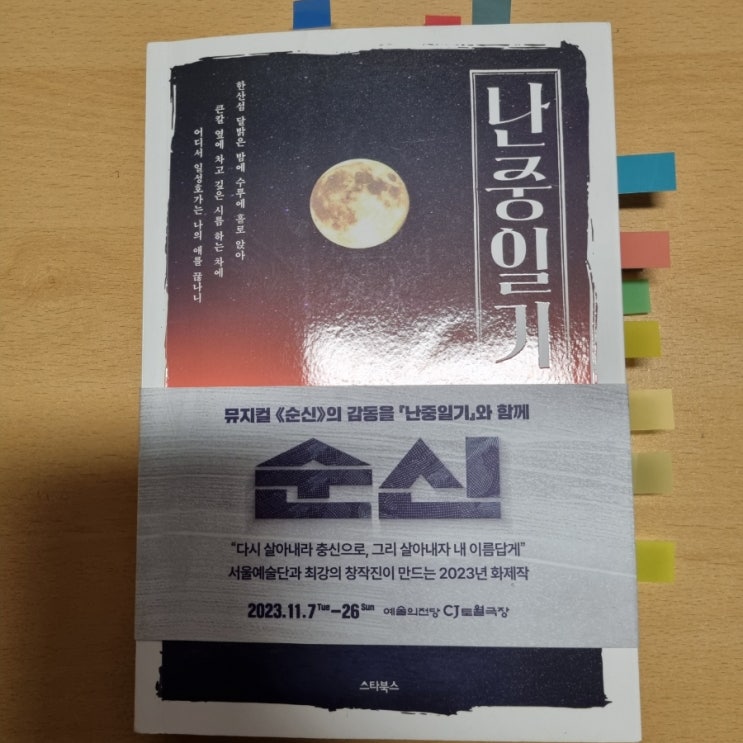 난중일기
한산섬 달밝은 밤에 수루에 홀로 앉아
큰칼 옆에 차고 깊은 시름 하는 차에
어디서 일성호가는 나의 애를 끊나니
뮤지컬 《순신》의 감동을 『난중일기』와 함께
순신
“다시 살아내라 충신으로, 그리 살아내자 내 이름답게”
서울예술단과 최강의 창작진이 만드는 2023년 화제작
2023.11.7 Tue – 26 Sun 예술의전당 CJ 토월극장
스타북스